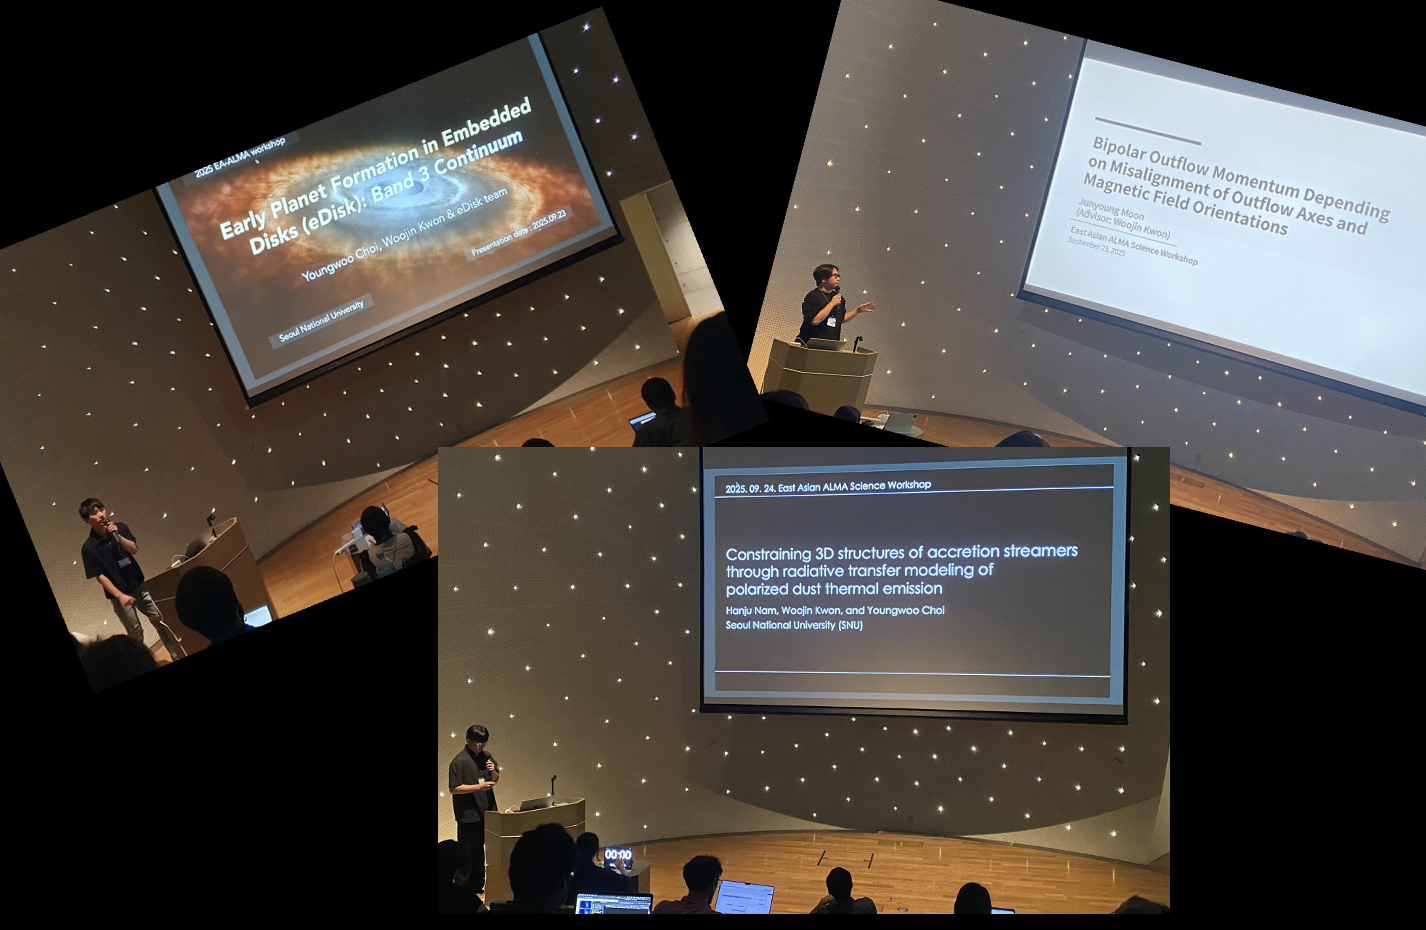 2025 EA-ALMA workshop
Early Planet Formation in Embedded
Disks (eDisk): Band 3 Continuum
Youngwoo Choi, Woojin Kwon & eDisk team
Presentation date : 2025.09.23
Seoul National University
Bipolar Outflow Momentum Depending
on Misalignment of Outflow Axes and
Magnetic Field Orientations
Junyoung Moon
(Advisor: Woojin Kwon)
East Asian ALMA Science Workshop
September 23, 2025
2025. 09. 24. East Asian ALMA Science Workshop
Constraining 3D structures of accretion streamers
through radiative transfer modeling of
polarized dust thermal emission
Hanju Nam, Woojin Kwon, and Youngwoo Choi
Seoul National University (SNU)
00:00